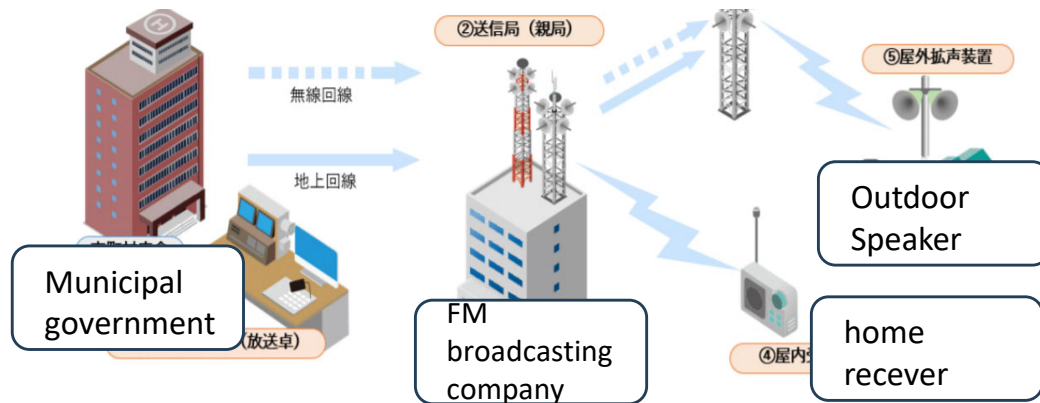 H
②送信局（親局）
⑤屋外拡声装置
無線回線
地上回線
Outdoor
Speaker
Municipal
government
（放送卓）
FM
broadcasting
company
④屋内
home
recever